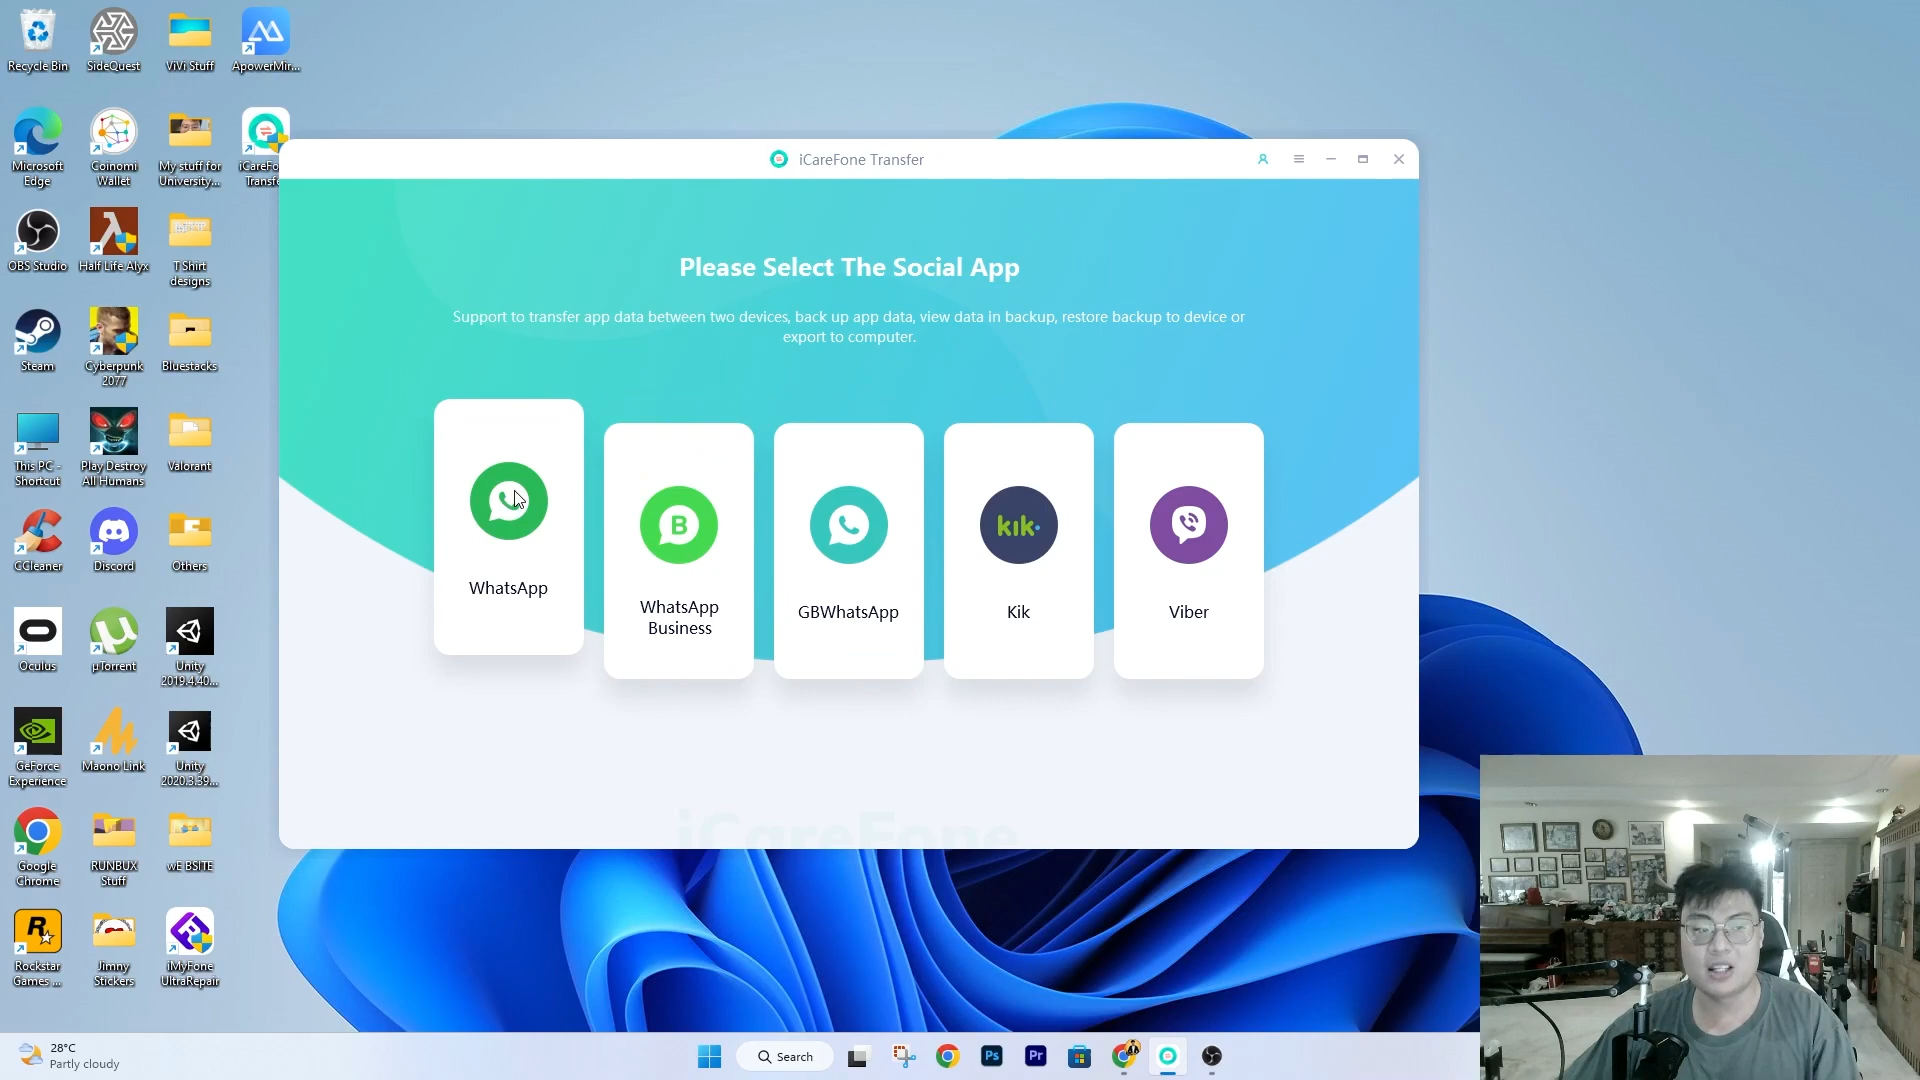 Recycle Bin
SideQuest
ViVi Stuff
ApowerMir...
Microsoft
Edge
Coinomi
Wallet
My stuff for
University...
iCareFo
Transfe
OBS Studio
Half Life Alyx
T Shirt
designs
Steam
Cyberpunk
2077
Bluestacks
This PC -
Shortcut
Play Destroy
All Humans
Valorant
CCleaner
Discord
Others
Oculus
µTorrent
Unity
2019.4.40...
GeForce
Experience
Maono Link
Unity
2020.3.39...
Google
Chrome
RUNBUX
Stuff
wE BSITE
Rockstar
Games ...
Jimny
Stickers
iMyFone
UltraRepair
iCareFone Transfer
Please Select The Social App
Support to transfer app data between two devices, back up app data, view data in backup, restore backup to device or
export to computer.
B
kik.
WhatsApp
WhatsApp
Business
GBWhatsApp
Kik
Viber
iCareFone
28°C
Partly cloudy
Search
Ps
Pr